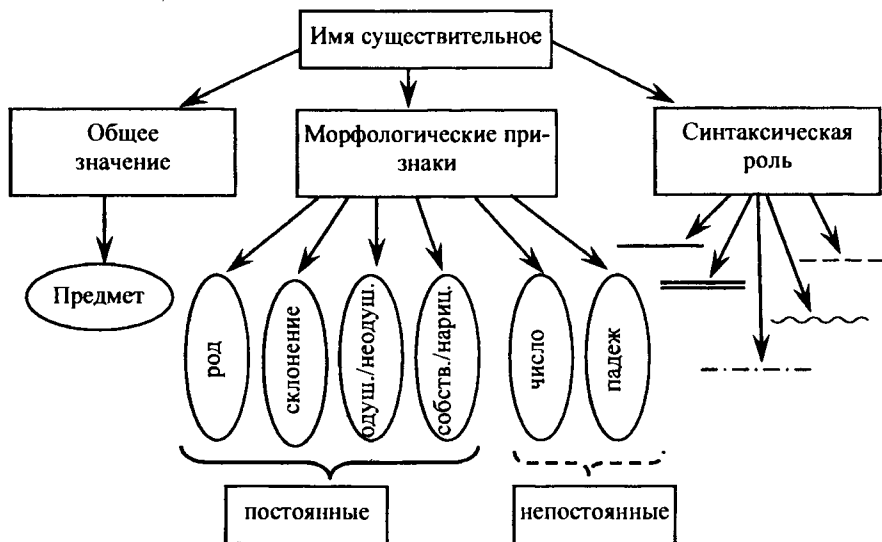 Имя существительное
Общее
значение
Морфологические при-
знаки
Синтаксическая
роль
Предмет
род
склонение
одуш./неодуш.
собств./нариц.
число
падеж
постоянные
непостоянные